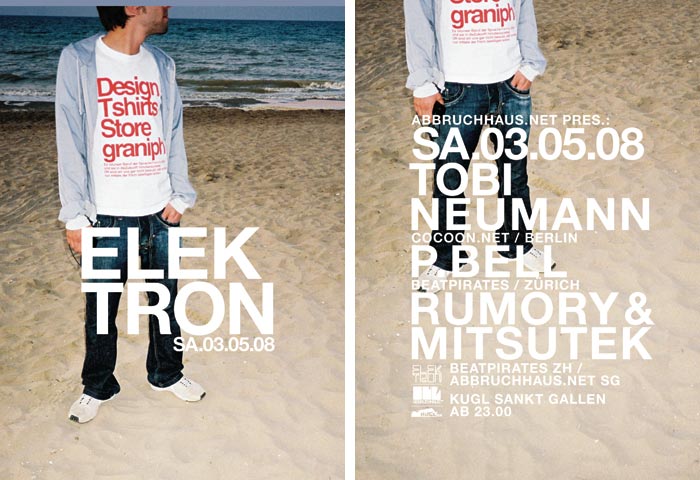 Design
Tshirts
Store
graniph
ELEK
TRON
SA.03.05.08
graniph
ABBRUCHHAUS.NET PRES.:
SA.03.05.08
TOBI
NEUMANN
COCOON.NET / BERLIN
P.BELL
BEATPIRATES / ZÜRICH
RUMORY &
MITSUTEK
ELEK
TRON
BEATPIRATES ZH /
ABBRUCHHAUS.NET SG
KUGL SANKT GALLEN
AB 23.00